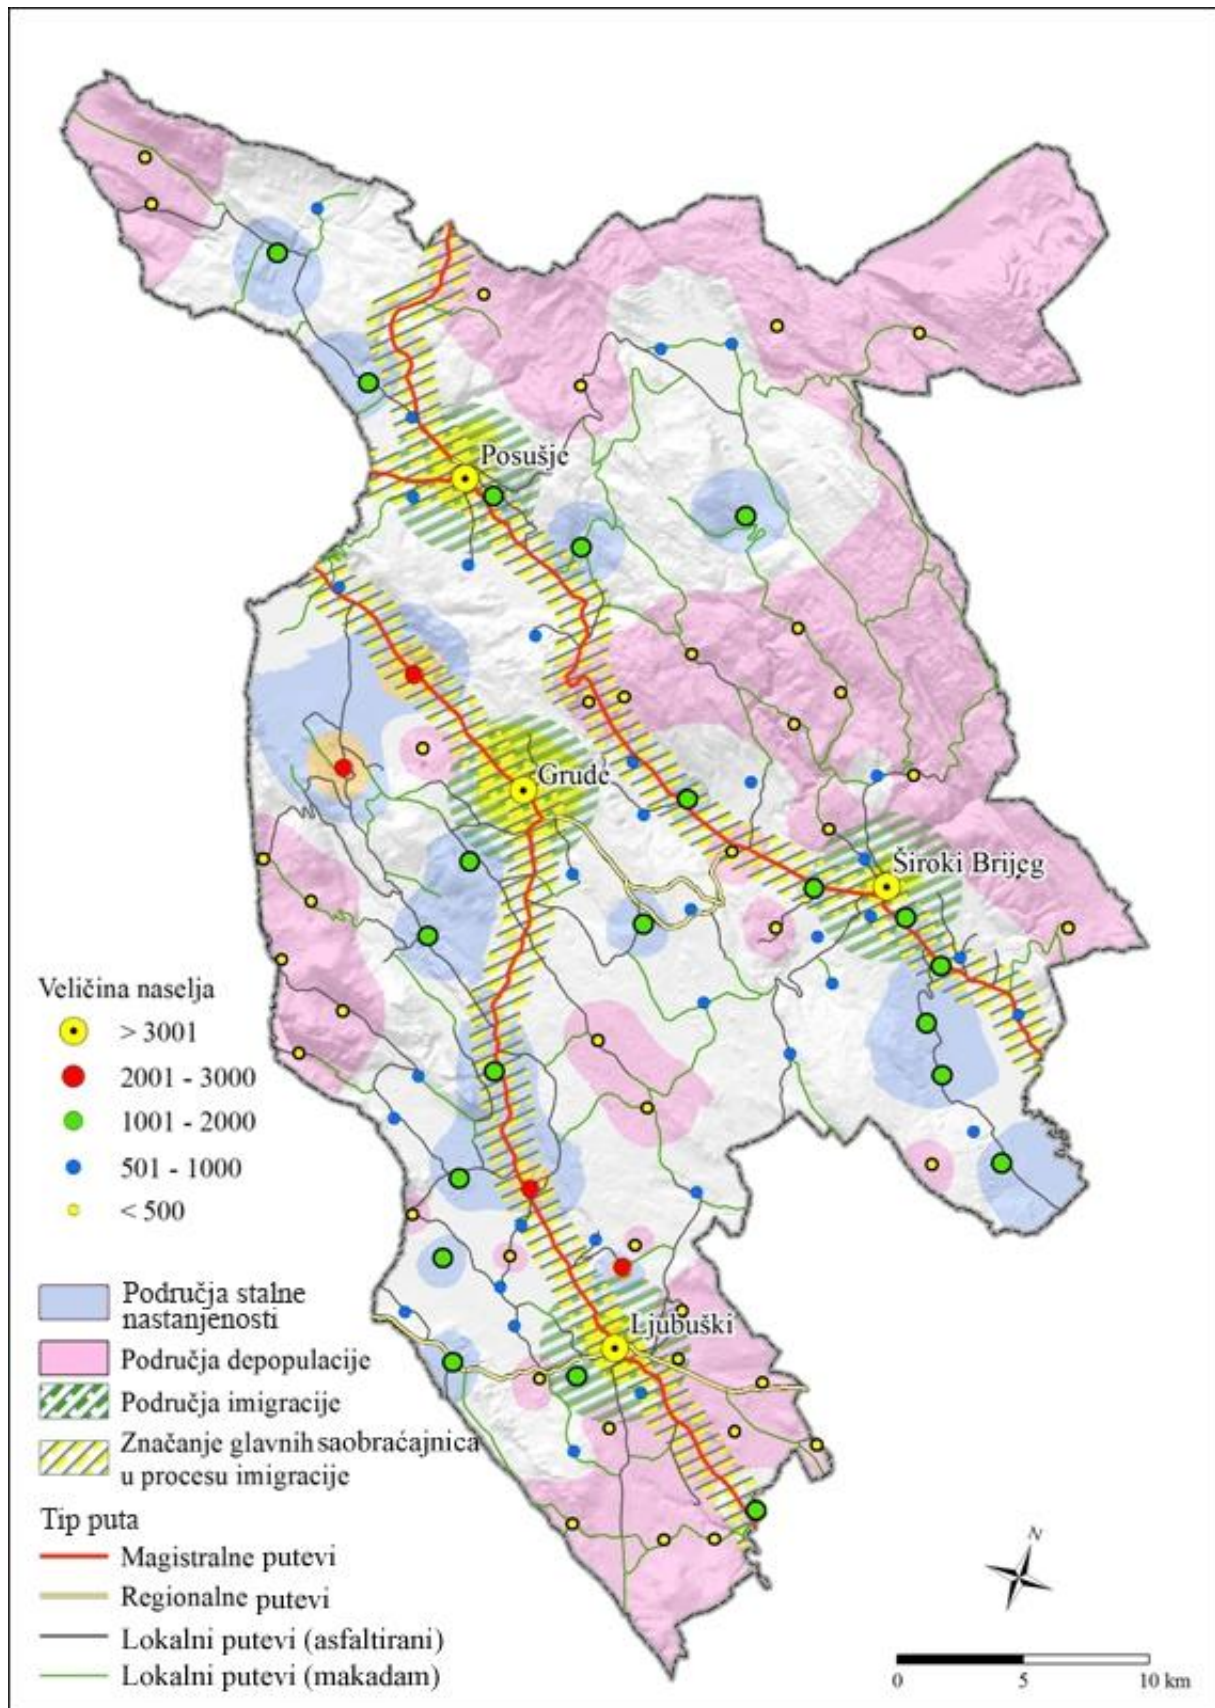 Posušje
Grude
Široki Brijeg
Ljubuški
Veličina naselja
> 3001
2001 - 3000
1001 - 2000
501 - 1000
< 500
Područja stalne
nastanjenosti
Područja depopulacije
Područja imigracije
Značanje glavnih saobraćajnica
u procesu imigracije
Tip puta
Magistralne putevi
Regionalne putevi
Lokalni putevi (asfaltirani)
Lokalni putevi (makadam)
N
0 5 10 km